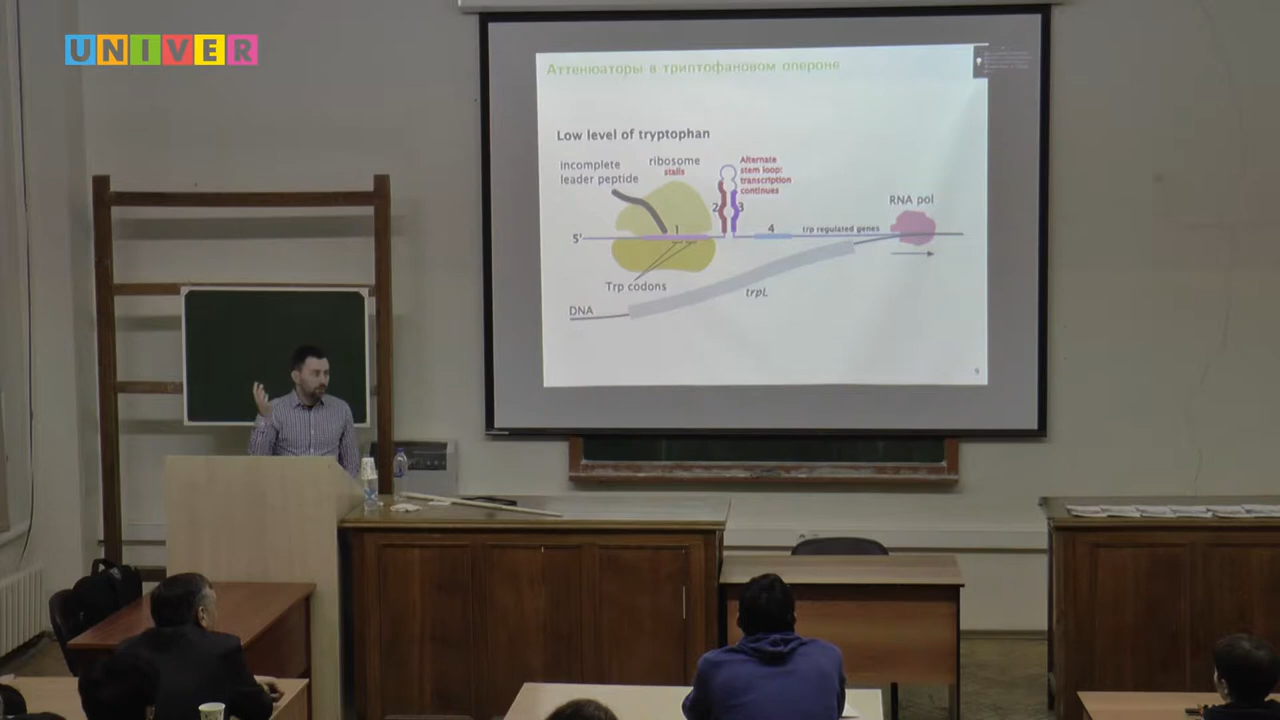 UNIVER
Аттенюаторы в триптофановом опероне
Low level of tryptophan
incomplete
leader peptide
ribosome
stalls
Alternate
stem loop:
transcription
continues
RNA pol
2
3
1
4
trp regulated genes
5'
Trp codons
trpL
DNA
9